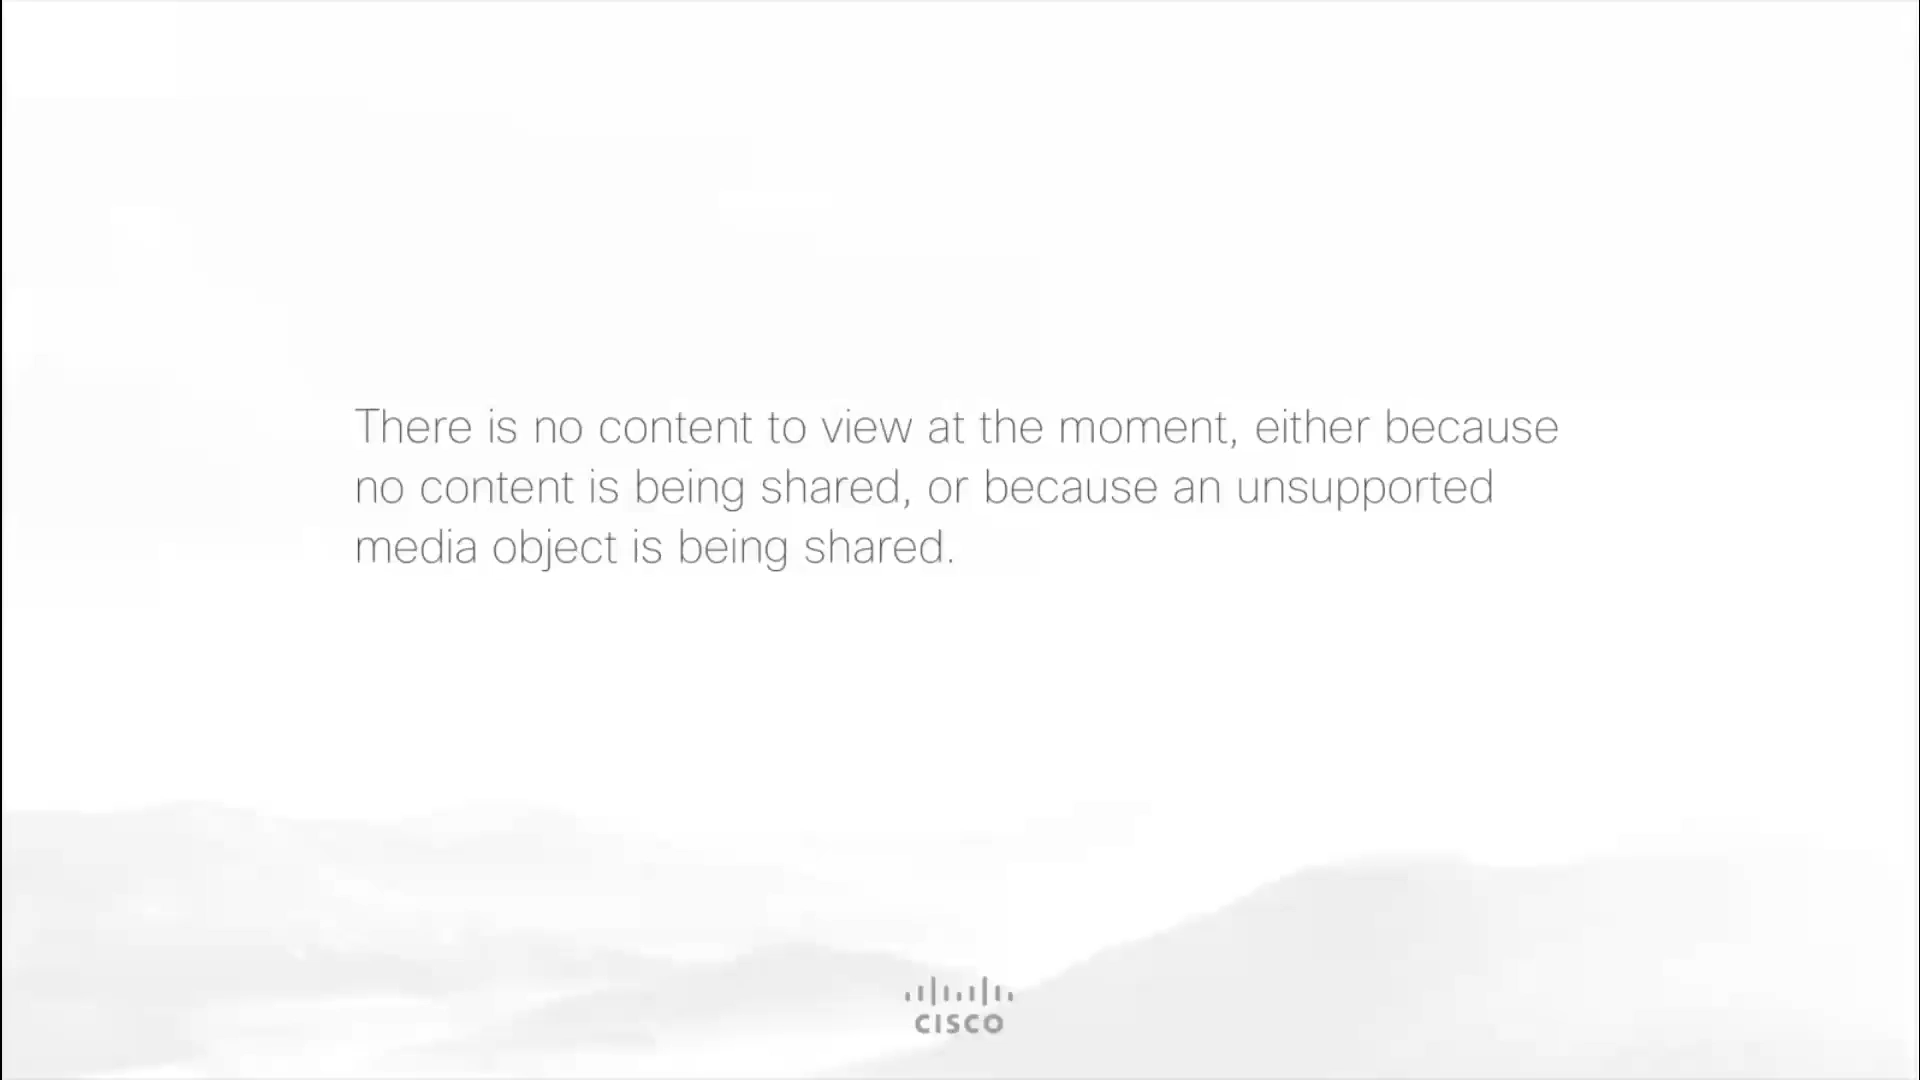 There is no content to view at the moment, either because
no content is being shared, or because an unsupported
media object is being shared.
CISCO